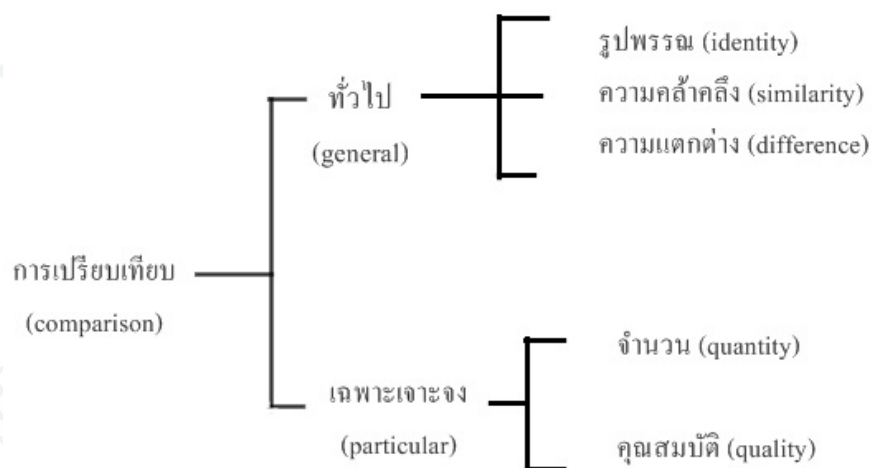 รูปพรรณ (identity)
ทั่วไป
ความคล้าคลึง (similarity)
(general)
ความแตกต่าง (difference)
การเปรียบเทียบ
(comparison)
จำนวน (quantity)
เฉพาะเจาะจง
(particular)
คุณสมบัติ (quality)